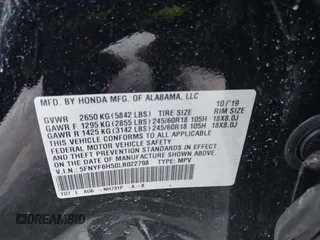 MFD. BY HONDA MFG. OF ALABAMA, LLC 10/'19
GVWR 2650 KG (5842 LBS) TIRE SIZE RIM SIZE
GAWR F 1295 KG (2855 LBS) 245/60R18 105H 18X8.0J
GAWR R 1425 KG (3142 LBS) 245/60R18 105H 18X8.0J
THIS VEHICLE CONFORMS TO ALL APPLICABLE
FEDERAL MOTOR VEHICLE SAFETY AND THEFT
PREVENTION STANDARDS IN EFFECT ON THE DATE
OF MANUFACTURE SHOWN ABOVE.
V.I.N.: 5FNYF6H50LB022798 TYPE: MPV
NH731P -A-B